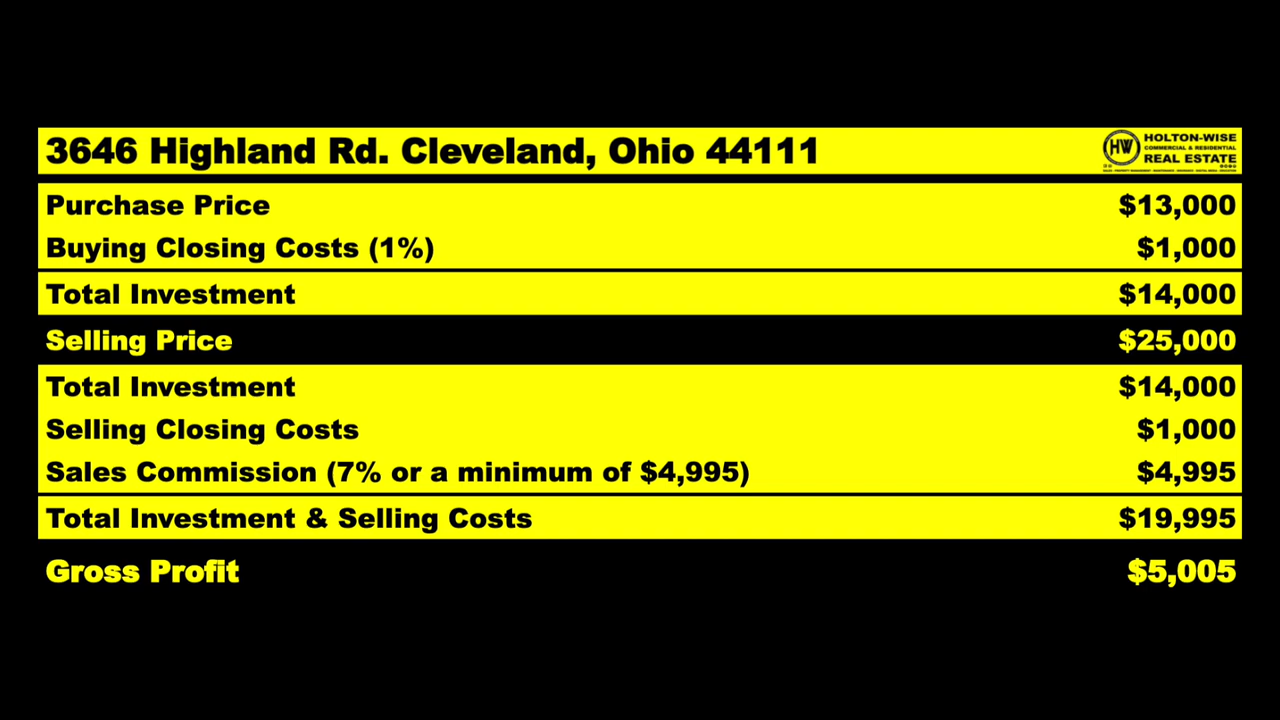 3646 Highland Rd. Cleveland, Ohio 44111
HW
HOLTON-WISE
COMMERCIAL & RESIDENTIAL
REAL ESTATE
Purchase Price $13,000
Buying Closing Costs (1%) $1,000
Total Investment $14,000
Selling Price $25,000
Total Investment $14,000
Selling Closing Costs $1,000
Sales Commission (7% or a minimum of $4,995) $4,995
Total Investment & Selling Costs $19,995
Gross Profit $5,005